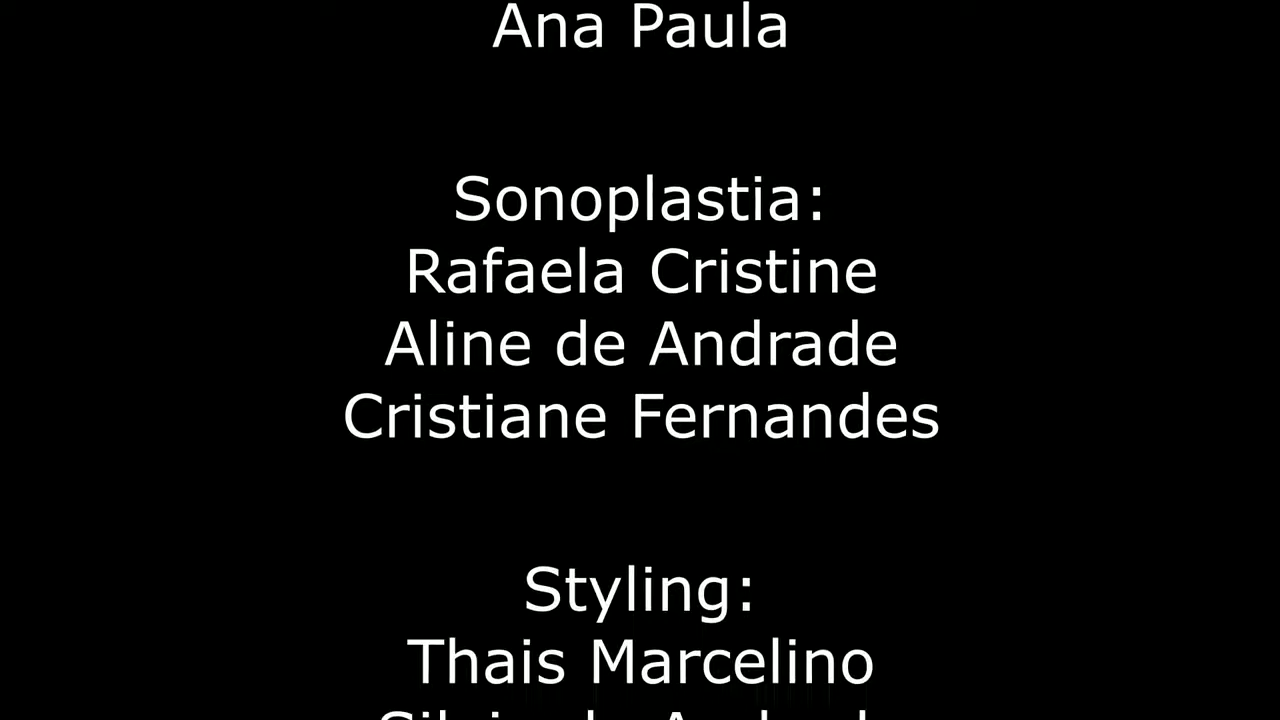 Ana Paula
Sonoplastia:
Rafaela Cristine
Aline de Andrade
Cristiane Fernandes
Styling:
Thais Marcelino